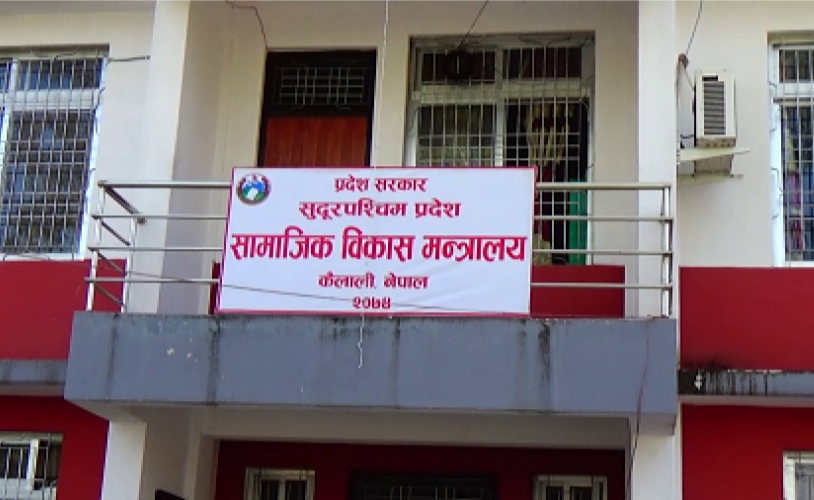 प्रदेश सरकार
सुदूरपश्चिम प्रदेश
सामाजिक विकास मन्त्रालय
कैलाली, नेपाल
२०७४